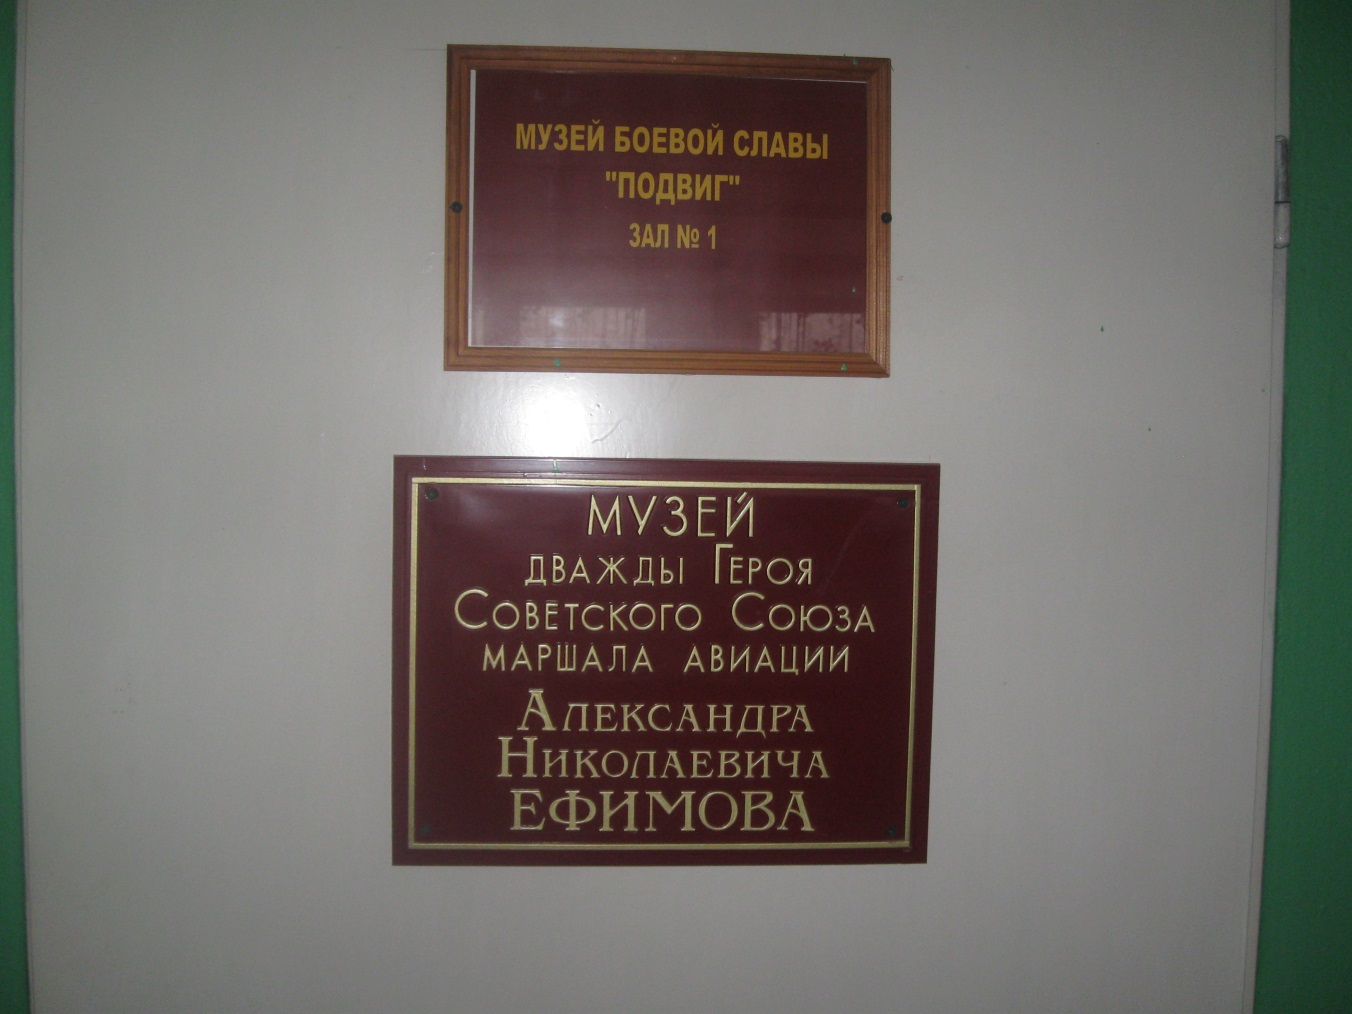 МУЗЕЙ БОЕВОЙ СЛАВЫ
"ПОДВИГ"
ЗАЛ № 1
МУЗЕЙ
ДВАЖДЫ ГЕРОЯ
СОВЕТСКОГО СОЮЗА
МАРШАЛА АВИАЦИИ
АЛЕКСАНДРА
НИКОЛАЕВИЧА
ЕФИМОВА